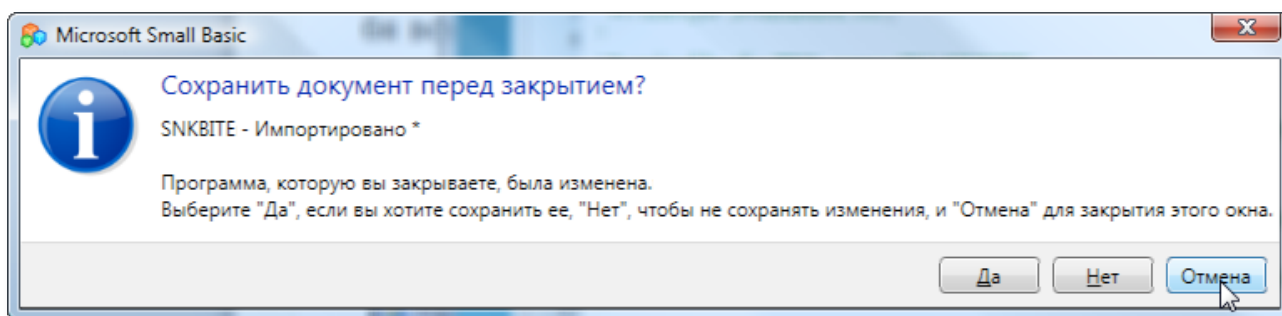 Microsoft Small Basic
Сохранить документ перед закрытием?
SNKBITE - Импортировано *
Программа, которую вы закрываете, была изменена.
Выберите "Да", если вы хотите сохранить ее, "Нет", чтобы не сохранять изменения, и "Отмена" для закрытия этого окна.
Да Нет Отмена